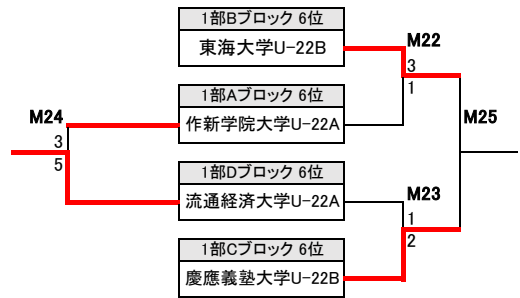 1部Bブロック 6位
東海大学U-22B
M22
3
1
1部Aブロック 6位
作新学院大学U-22A
M24
3
5
M25
1部Dブロック 6位
流通経済大学U-22A
M23
1
2
1部Cブロック 6位
慶應義塾大学U-22B